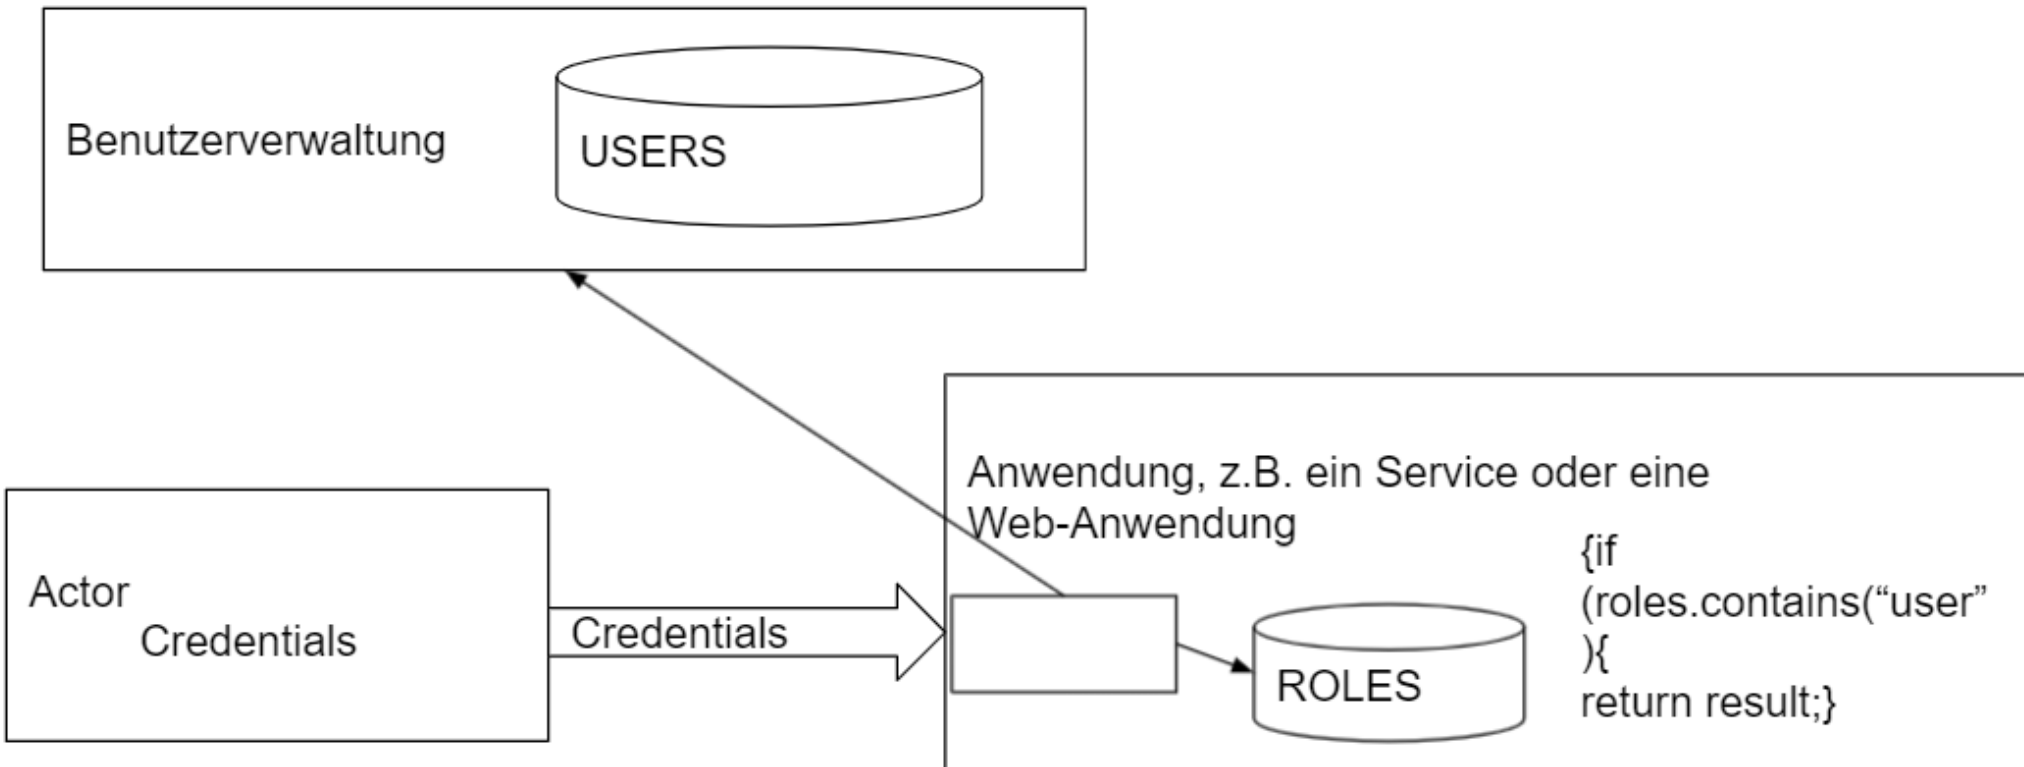 Benutzerverwaltung
USERS
Anwendung, z.B. ein Service oder eine
Web-Anwendung
Actor
Credentials
Credentials
ROLES
{if
(roles.contains(“user”
){
return result;}